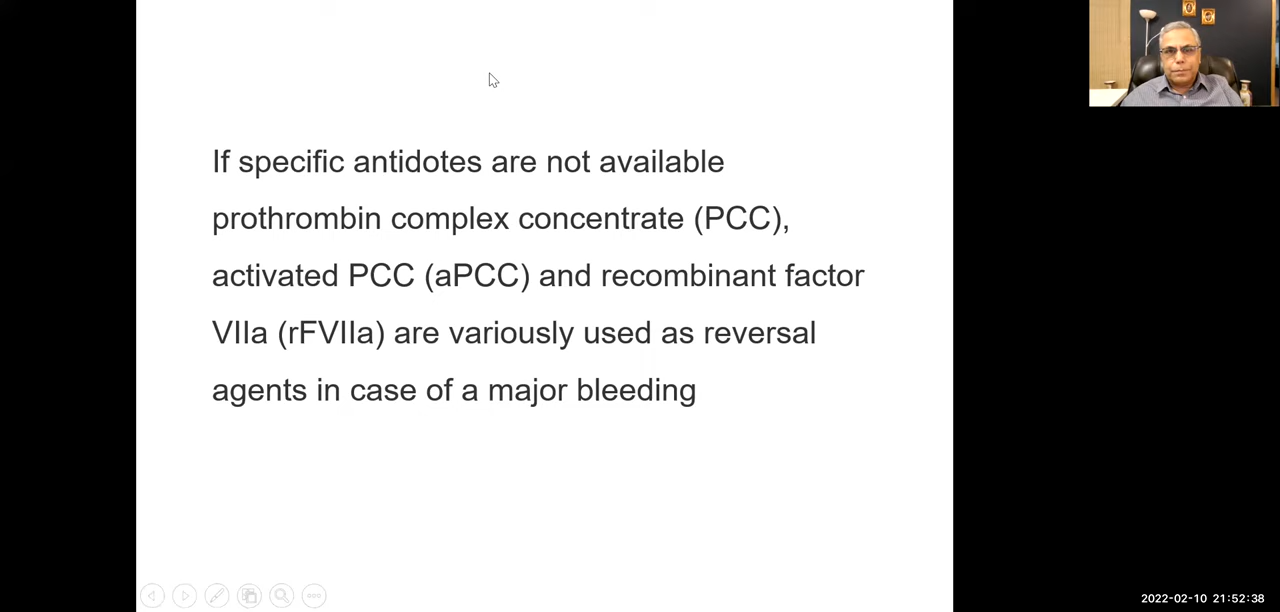 If specific antidotes are not available
prothrombin complex concentrate (PCC),
activated PCC (aPCC) and recombinant factor
VIIa (rFVIIa) are variously used as reversal
agents in case of a major bleeding
2022-02-10 21:52:38